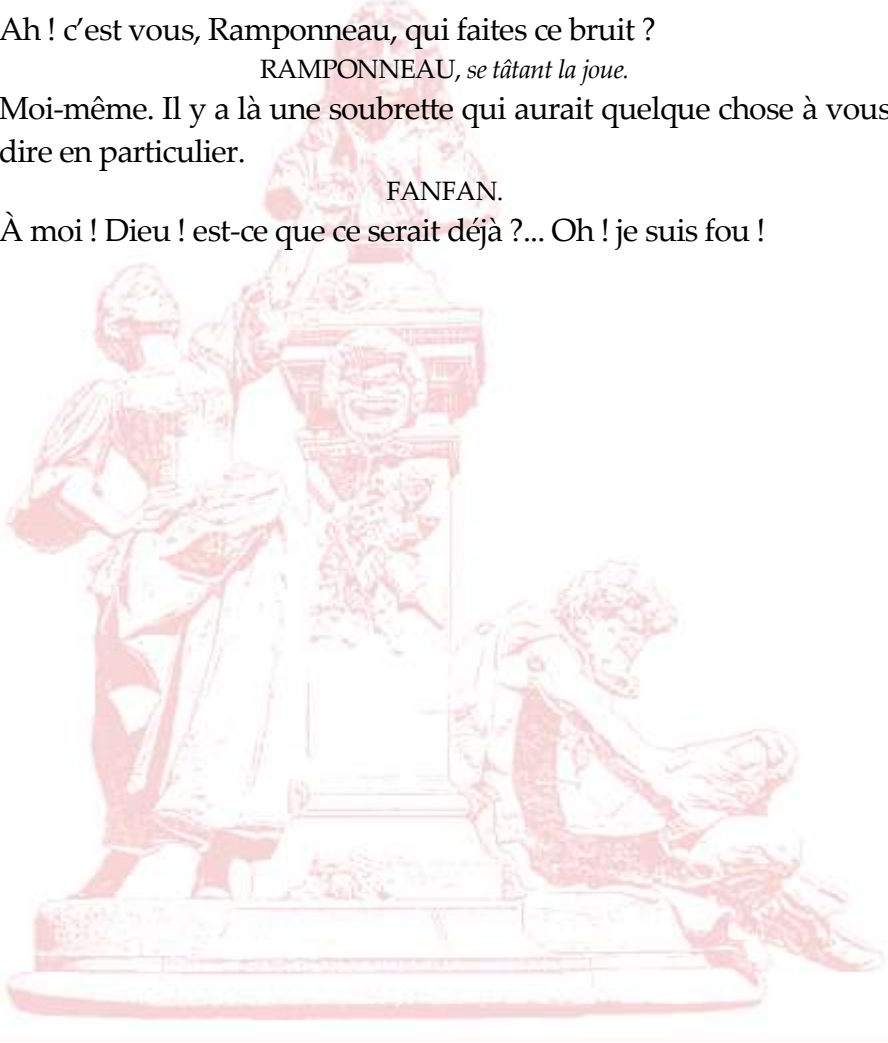 Ah ! c’est vous, Ramponneau, qui faites ce bruit ?
RAMPONNEAU, se tâtant la joue.
Moi-même. Il y a là une soubrette qui aurait quelque chose à vous
dire en particulier.
FANFAN.
À moi ! Dieu ! est-ce que ce serait déjà ?... Oh ! je suis fou !